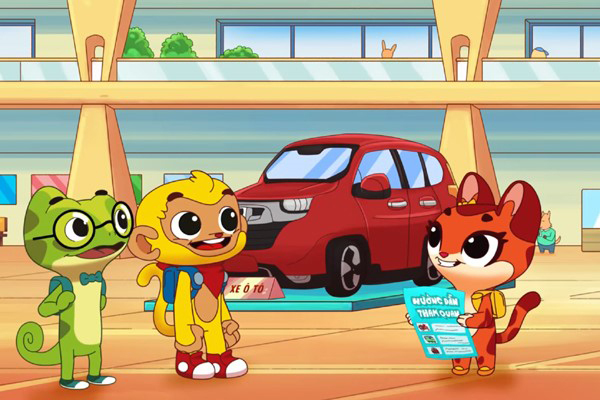 XE Ô TÔ
HƯỚNG DẪN
THAM QUAN